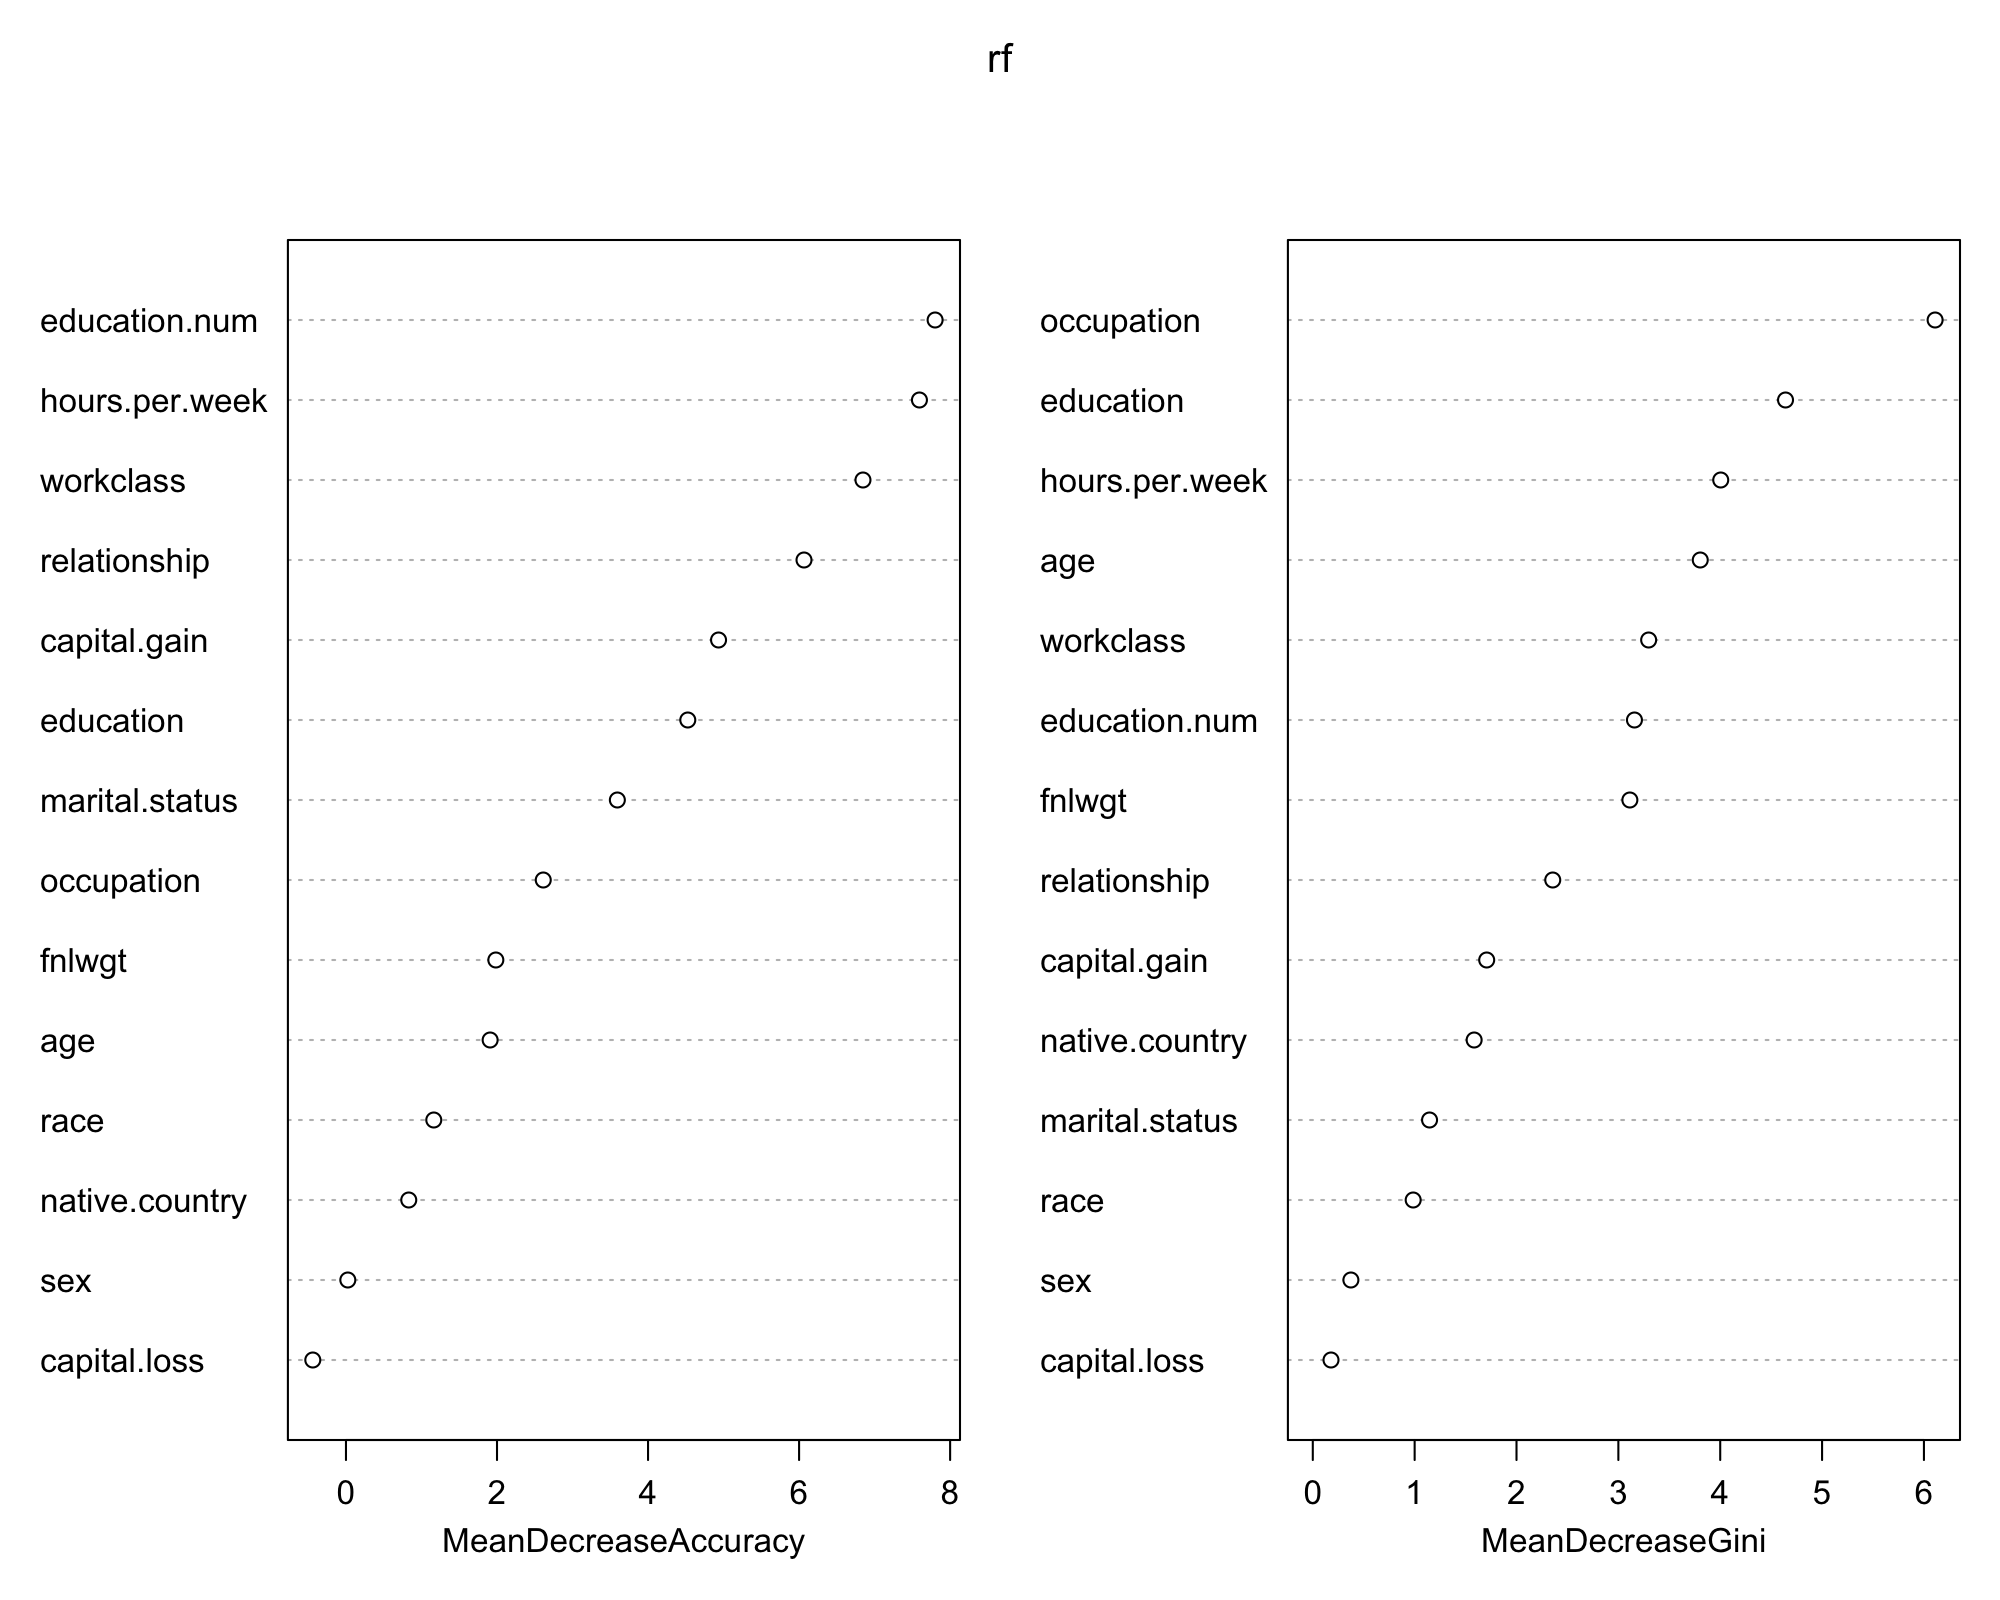 rf
education.num
hours.per.week
workclass
relationship
capital.gain
education
marital.status
occupation
fnlwgt
age
race
native.country
sex
capital.loss
0 2 4 6 8
MeanDecreaseAccuracy
occupation
education
hours.per.week
age
workclass
education.num
fnlwgt
relationship
capital.gain
native.country
marital.status
race
sex
capital.loss
0 1 2 3 4 5 6
MeanDecreaseGini